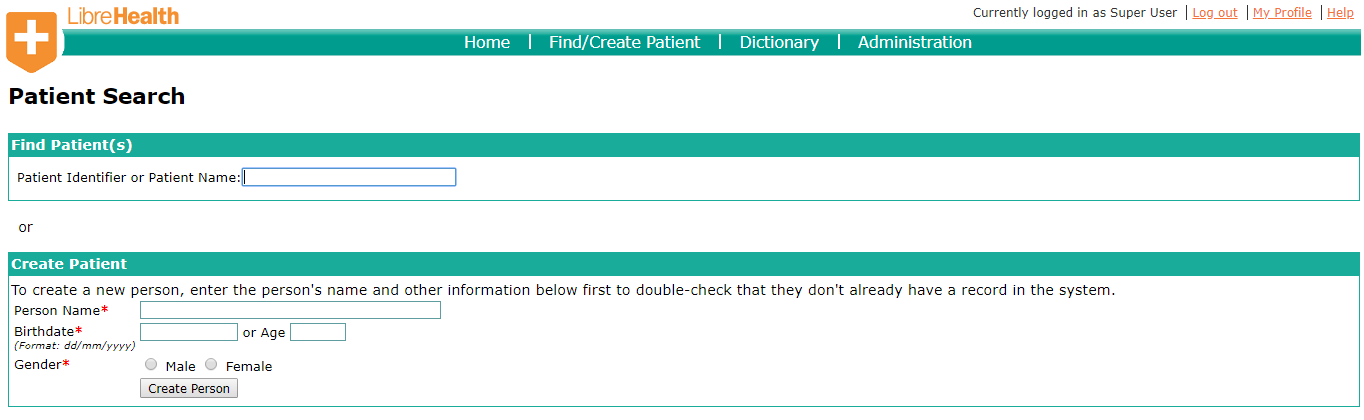 LibreHealth
Currently logged in as Super User | Log out | My Profile | Help
Home | Find/Create Patient | Dictionary | Administration
Patient Search
Find Patient(s)
Patient Identifier or Patient Name:
or
Create Patient
To create a new person, enter the person's name and other information below first to double-check that they don't already have a record in the system.
Person Name*
Birthdate* or Age
(Format: dd/mm/yyyy)
Gender* Male Female
Create Person